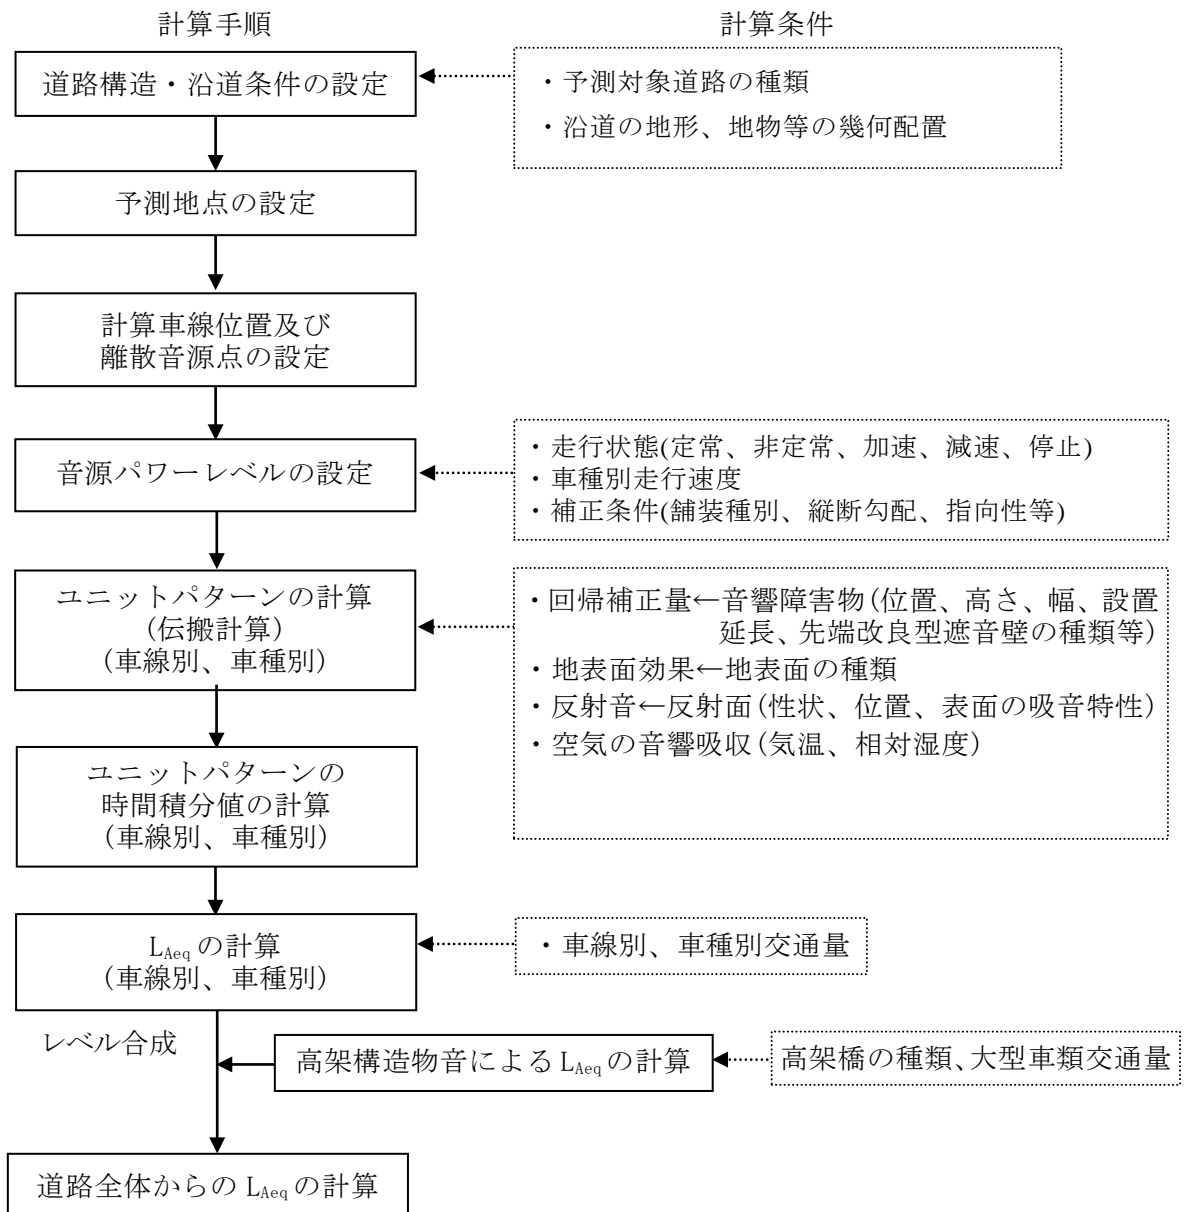 計算手順
計算条件
道路構造・沿道条件の設定
・予測対象道路の種類
・沿道の地形、地物等の幾何配置
予測地点の設定
計算車線位置及び
離散音源点の設定
音源パワーレベルの設定
・走行状態(定常、非定常、加速、減速、停止)
・車種別走行速度
・補正条件(舗装種別、縦断勾配、指向性等)
ユニットパターンの計算
(伝搬計算)
(車線別、車種別)
・回帰補正量←音響障害物(位置、高さ、幅、設置
延長、先端改良型遮音壁の種類等)
・地表面効果←地表面の種類
・反射音←反射面(性状、位置、表面の吸音特性)
・空気の音響吸収(気温、相対湿度)
ユニットパターンの
時間積分値の計算
(車線別、車種別)
LAeqの計算
(車線別、車種別)
・車線別、車種別交通量
レベル合成
高架構造物音によるLAeqの計算
高架橋の種類、大型車類交通量
道路全体からのLAeqの計算